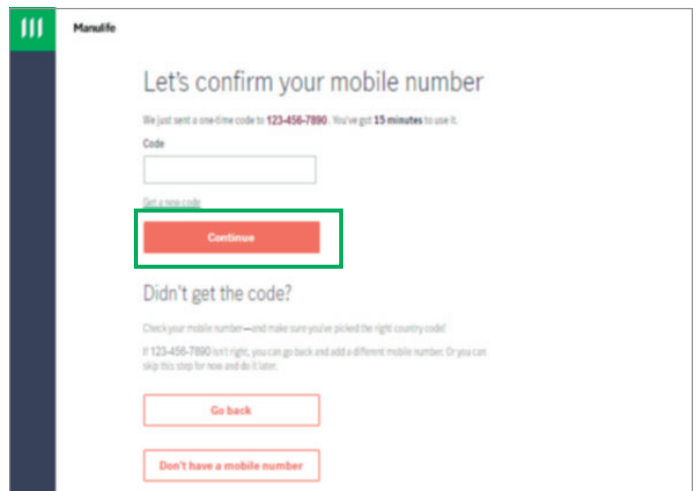 Manulife
Let's confirm your mobile number
We just sent a one-time code to 123-456-7890. You've got 15 minutes to use it.
Code
Get a new code
Continue
Didn't get the code?
Check your mobile number—and make sure you've picked the right country code!
If 123-456-7890 isn't right, you can go back and add a different mobile number. Or you can
skip this step for now and do it later.
Go back
Don't have a mobile number